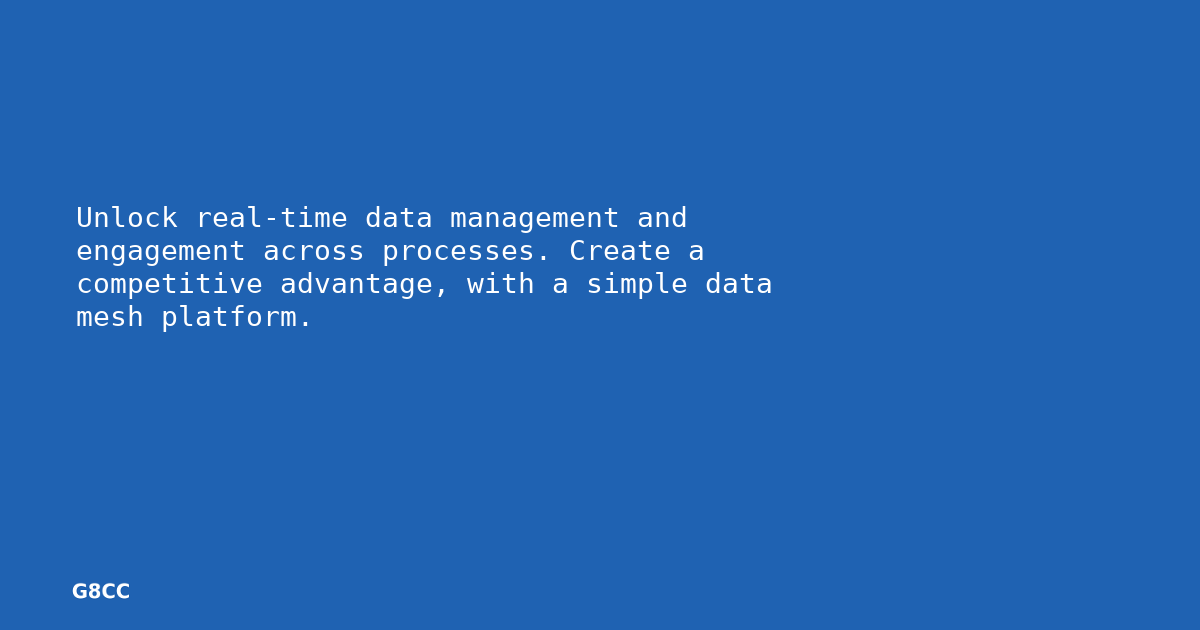 Unlock real-time data management and
engagement across processes. Create a
competitive advantage, with a simple data
mesh platform.
G8CC